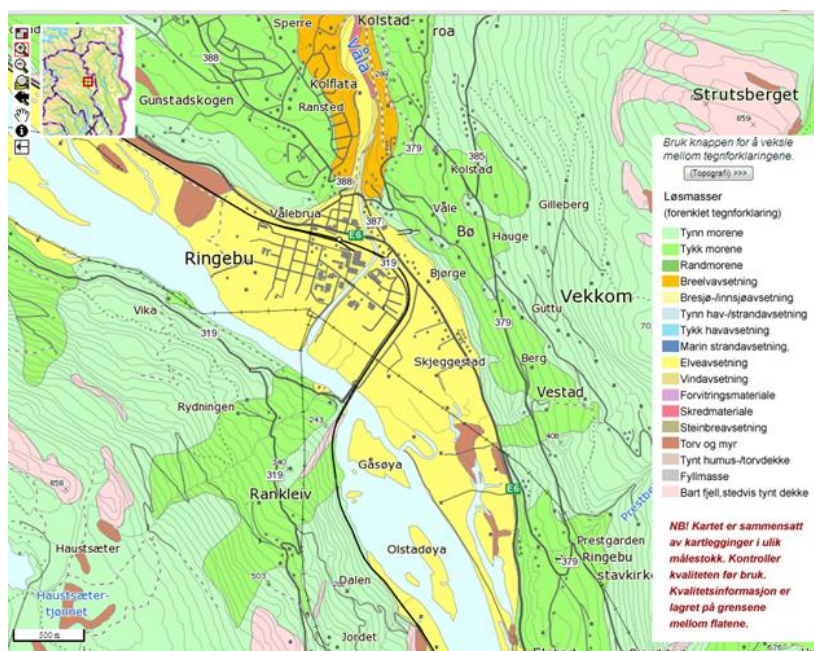 Sperre
Kolstad-
roa
388
Våla
289
Kolflata
Ransted
Gunstadskogen
Strutsberget
859
379
385
Kolstad
388
Våle
Gilleberg
Vålebrua
387
Bø
Hauge
E6
Ringebu
319
Bjørge
Vekkom
Guttu
Vika
319
379
Skjeggestad
Berg
Vestad
Rydningen
243
408
340
319
Gåsøya
Rankleiv
858
E6
Prestgarden
Haustsæter
Olstadøya
379
Ringebu
stavkirke
503
Dalen
Haustsæter-
tjønnet
Jordet
500 m
676
Bruk knappen for å veksle
mellom tegnforklaringene.
(Topografi) >>>
Løsmasser
(forenklet tegnforklaring)
Tynn morene
Tykk morene
Randmorene
Breelvavsetning
Bresjø-/innsjøavsetning
Tynn hav-/strandavsetning
Tykk havavsetning
Marin strandavsetning,
Elveavsetning
Vindavsetning
Forvitringsmateriale
Skredmateriale
Steinbreavsetning
Torv og myr
Tynt humus-/torvdekke
Fyllmasse
Bart fjell,stedvis tynt dekke
NB! Kartet er sammensatt
av kartlegginger i ulik
målestokk. Kontroller
kvaliteten før bruk.
Kvalitetsinformasjon er
lagret på grensene
mellom flatene.